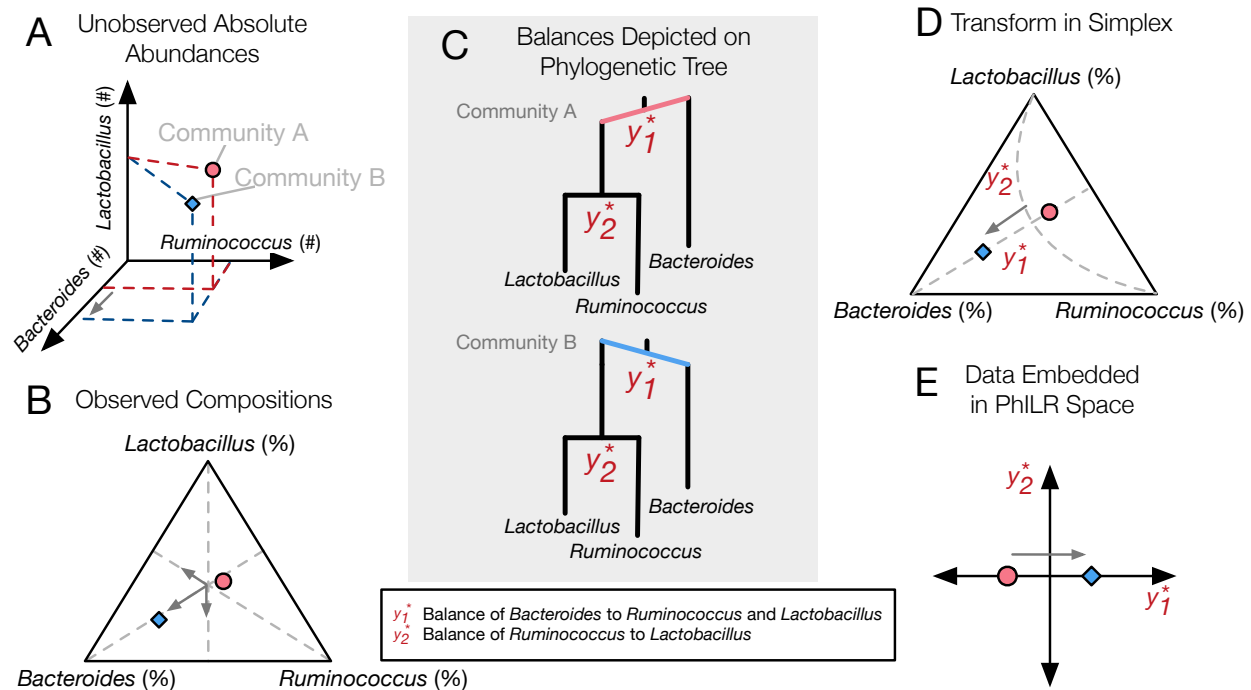 A
Unobserved Absolute
Abundances
Lactobacillus (#)
Community A
Community B
Ruminococcus (#)
Bacteroides (#)
B
Observed Compositions
Lactobacillus (%)
Bacteroides (%)
Ruminococcus (%)
C
Balances Depicted on
Phylogenetic Tree
Community A
y₁*
y₂*
Bacteroides
Lactobacillus
Ruminococcus
Community B
y₁*
y₂*
Bacteroides
Lactobacillus
Ruminococcus
y₁* Balance of Bacteroides to Ruminococcus and Lactobacillus
y₂* Balance of Ruminococcus to Lactobacillus
D
Transform in Simplex
Lactobacillus (%)
y₂*
y₁*
Bacteroides (%)
Ruminococcus (%)
E
Data Embedded
in PhILR Space
y₂*
y₁*